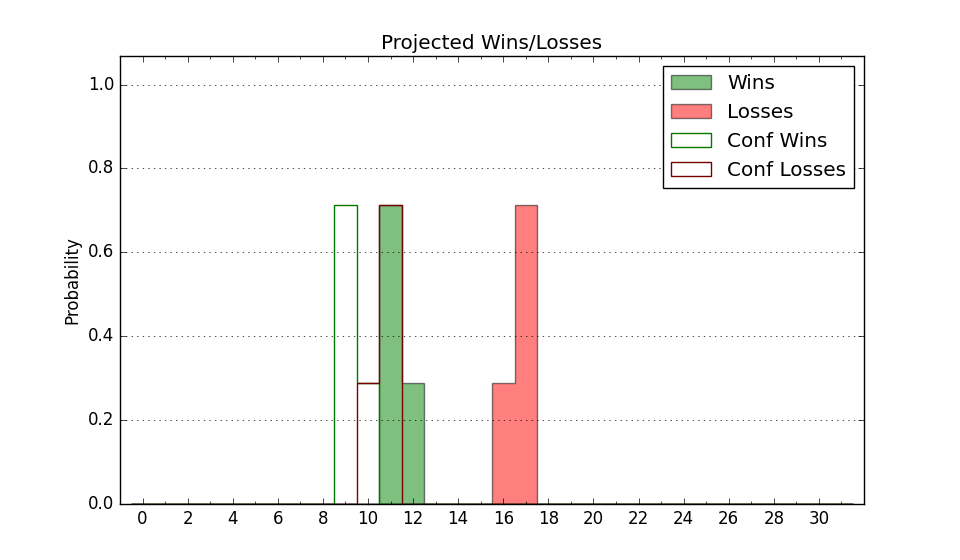 Projected Wins/Losses
Wins
Losses
Conf Wins
Conf Losses
Probability
1.0
0.8
0.6
0.4
0.2
0.0
0 2 4 6 8 10 12 14 16 18 20 22 24 26 28 30